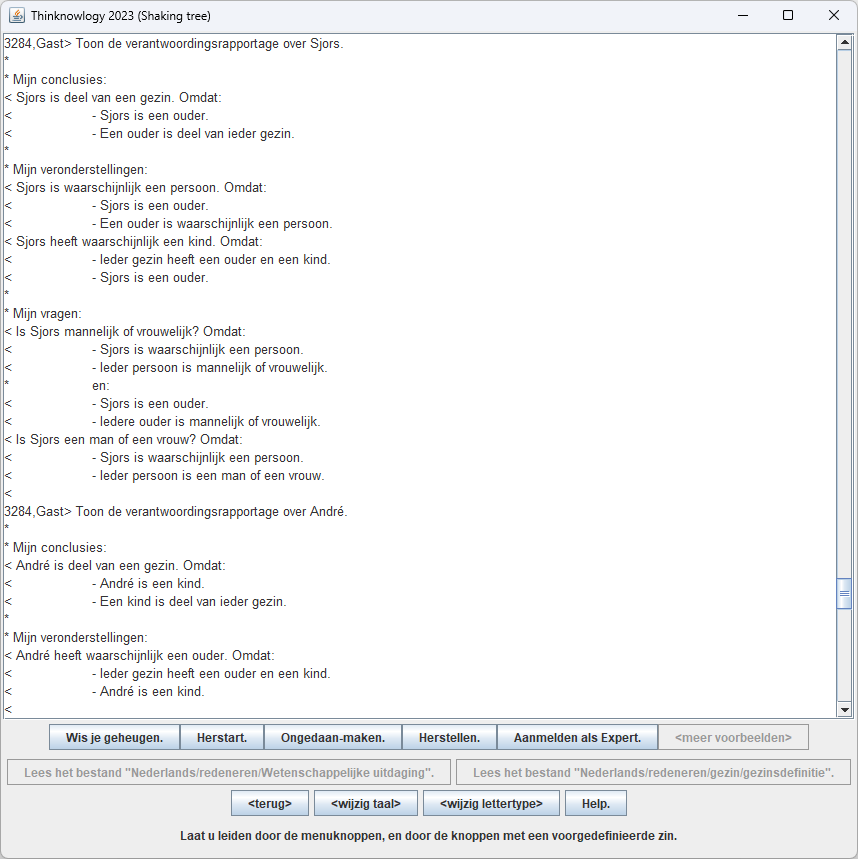 Thinknowlogy 2023 (Shaking tree)
3284,Gast> Toon de verantwoordingsrapportage over Sjors.
*
* Mijn conclusies:
< Sjors is deel van een gezin. Omdat:
< - Sjors is een ouder.
< - Een ouder is deel van ieder gezin.
*
* Mijn veronderstellingen:
< Sjors is waarschijnlijk een persoon. Omdat:
< - Sjors is een ouder.
< - Een ouder is waarschijnlijk een persoon.
< Sjors heeft waarschijnlijk een kind. Omdat:
< - Ieder gezin heeft een ouder en een kind.
< - Sjors is een ouder.
*
* Mijn vragen:
< Is Sjors mannelijk of vrouwelijk? Omdat:
< - Sjors is waarschijnlijk een persoon.
< - Ieder persoon is mannelijk of vrouwelijk.
* en:
< - Sjors is een ouder.
< - Iedere ouder is mannelijk of vrouwelijk.
< Is Sjors een man of een vrouw? Omdat:
< - Sjors is waarschijnlijk een persoon.
< - Ieder persoon is een man of een vrouw.
<
3284,Gast> Toon de verantwoordingsrapportage over André.
*
* Mijn conclusies:
< André is deel van een gezin. Omdat:
< - André is een kind.
< - Een kind is deel van ieder gezin.
*
* Mijn veronderstellingen:
< André heeft waarschijnlijk een ouder. Omdat:
< - Ieder gezin heeft een ouder en een kind.
< - André is een kind.
<
Wis je geheugen. Herstart. Ongedaan-maken. Herstellen. Aanmelden als Expert. <meer voorbeelden>
Lees het bestand "Nederlands/redeneren/Wetenschappelijke uitdaging". Lees het bestand "Nederlands/redeneren/gezin/gezinsdefinitie".
<terug> <wijzig taal> <wijzig lettertype> Help.
Laat u leiden door de menuknoppen, en door de knoppen met een voorgedefinieerde zin.